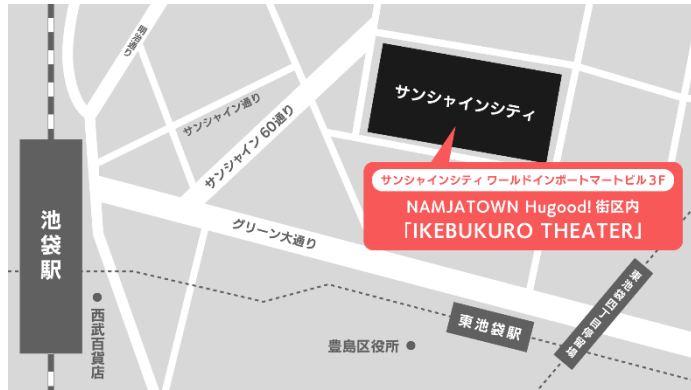 明治通り
サンシャイン通り
サンシャイン60通り
サンシャインシティ
サンシャインシティ ワールドインポートマートビル3F
NAMJATOWN Hugood! 街区内
「IKEBUKURO THEATER」
池袋駅
グリーン大通り
西武百貨店
豊島区役所
東池袋駅
東池袋四丁目停留場